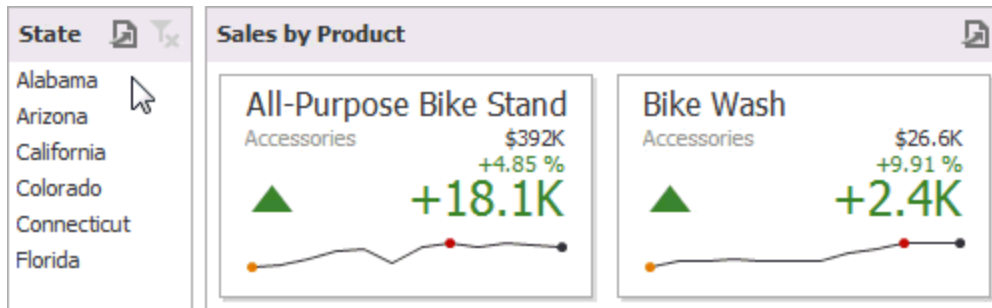 State
Alabama
Arizona
California
Colorado
Connecticut
Florida
Sales by Product
All-Purpose Bike Stand
Accessories $392K
+4.85 %
+18.1K
Bike Wash
Accessories $26.6K
+9.91 %
+2.4K